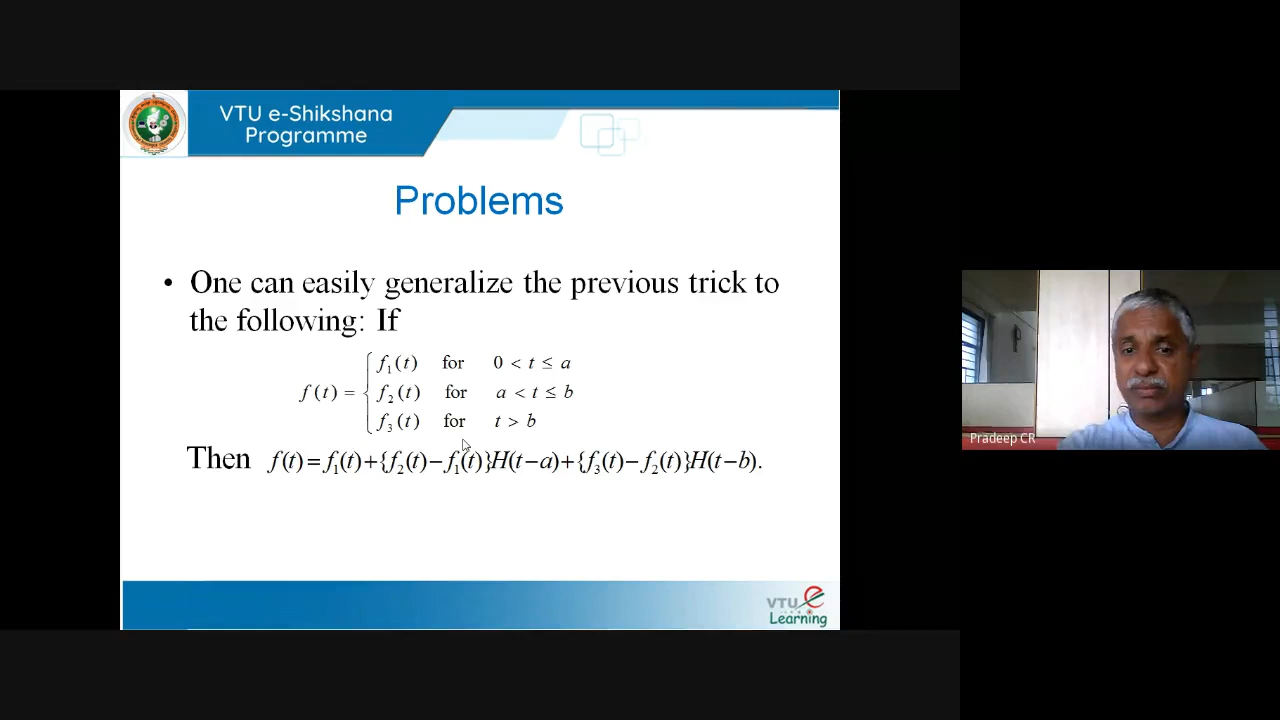 VTU e-Shikshana
Programme
Problems
• One can easily generalize the previous trick to
the following: If
f(t) = { f₁(t) for 0 < t ≤ a
f₂(t) for a < t ≤ b
f₃(t) for t > b
Then f(t) = f₁(t) + {f₂(t) − f₁(t)}H(t − a) + {f₃(t) − f₂(t)}H(t − b).
Pradeep CR
VTU e
Learning